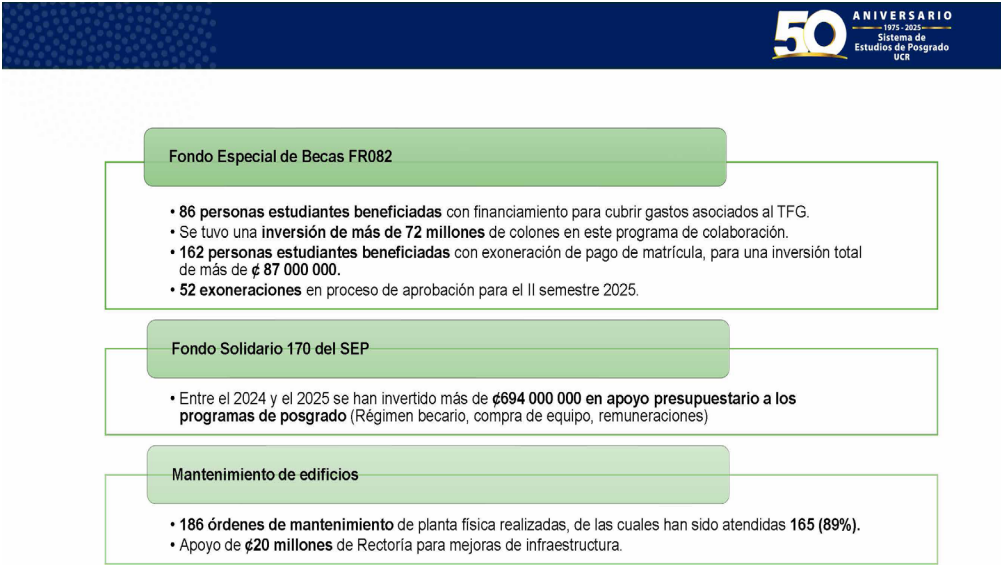 50
ANIVERSARIO
1975 - 2025
Sistema de
Estudios de Posgrado
UCR
Fondo Especial de Becas FR082
• 86 personas estudiantes beneficiadas con financiamiento para cubrir gastos asociados al TFG.
• Se tuvo una inversión de más de 72 millones de colones en este programa de colaboración.
• 162 personas estudiantes beneficiadas con exoneración de pago de matrícula, para una inversión total
de más de ₡ 87 000 000.
• 52 exoneraciones en proceso de aprobación para el II semestre 2025.
Fondo Solidario 170 del SEP
• Entre el 2024 y el 2025 se han invertido más de ₡694 000 000 en apoyo presupuestario a los
programas de posgrado (Régimen becario, compra de equipo, remuneraciones)
Mantenimiento de edificios
• 186 órdenes de mantenimiento de planta física realizadas, de las cuales han sido atendidas 165 (89%).
• Apoyo de ₡20 millones de Rectoría para mejoras de infraestructura.